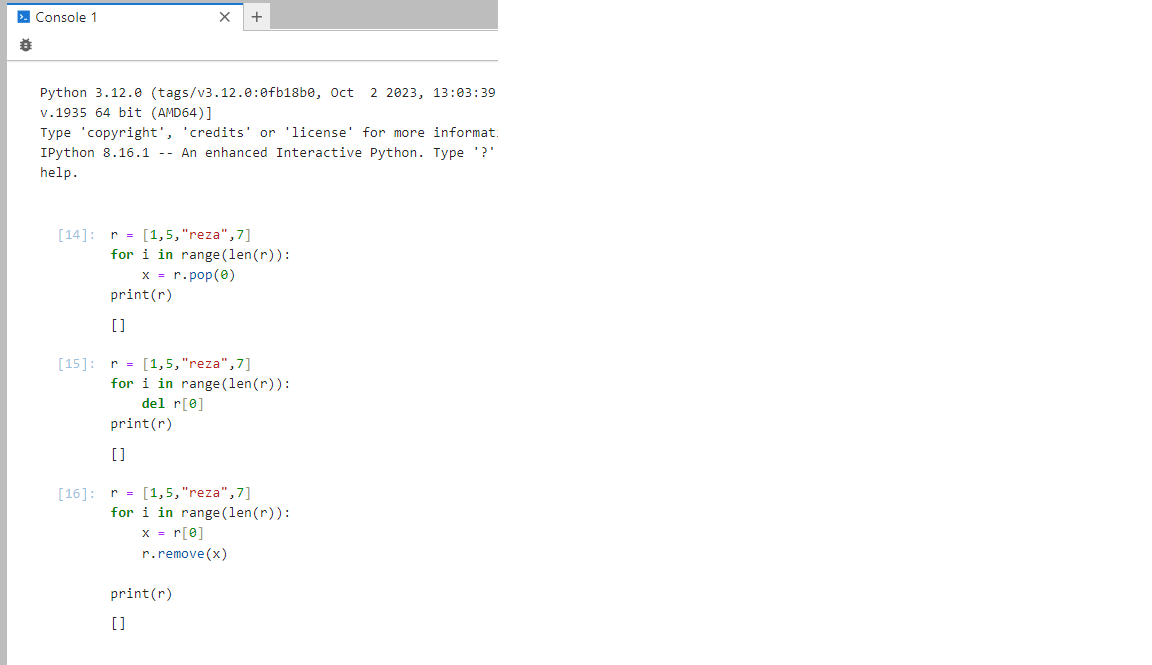 Console 1
Python 3.12.0 (tags/v3.12.0:0fb18b0, Oct  2 2023, 13:03:39
v.1935 64 bit (AMD64)]
Type 'copyright', 'credits' or 'license' for more informat
IPython 8.16.1 -- An enhanced Interactive Python. Type '?'
help.
[14]: r = [1,5,"reza",7]
for i in range(len(r)):
    x = r.pop(0)
print(r)
[]
[15]: r = [1,5,"reza",7]
for i in range(len(r)):
    del r[0]
print(r)
[]
[16]: r = [1,5,"reza",7]
for i in range(len(r)):
    x = r[0]
    r.remove(x)
print(r)
[]